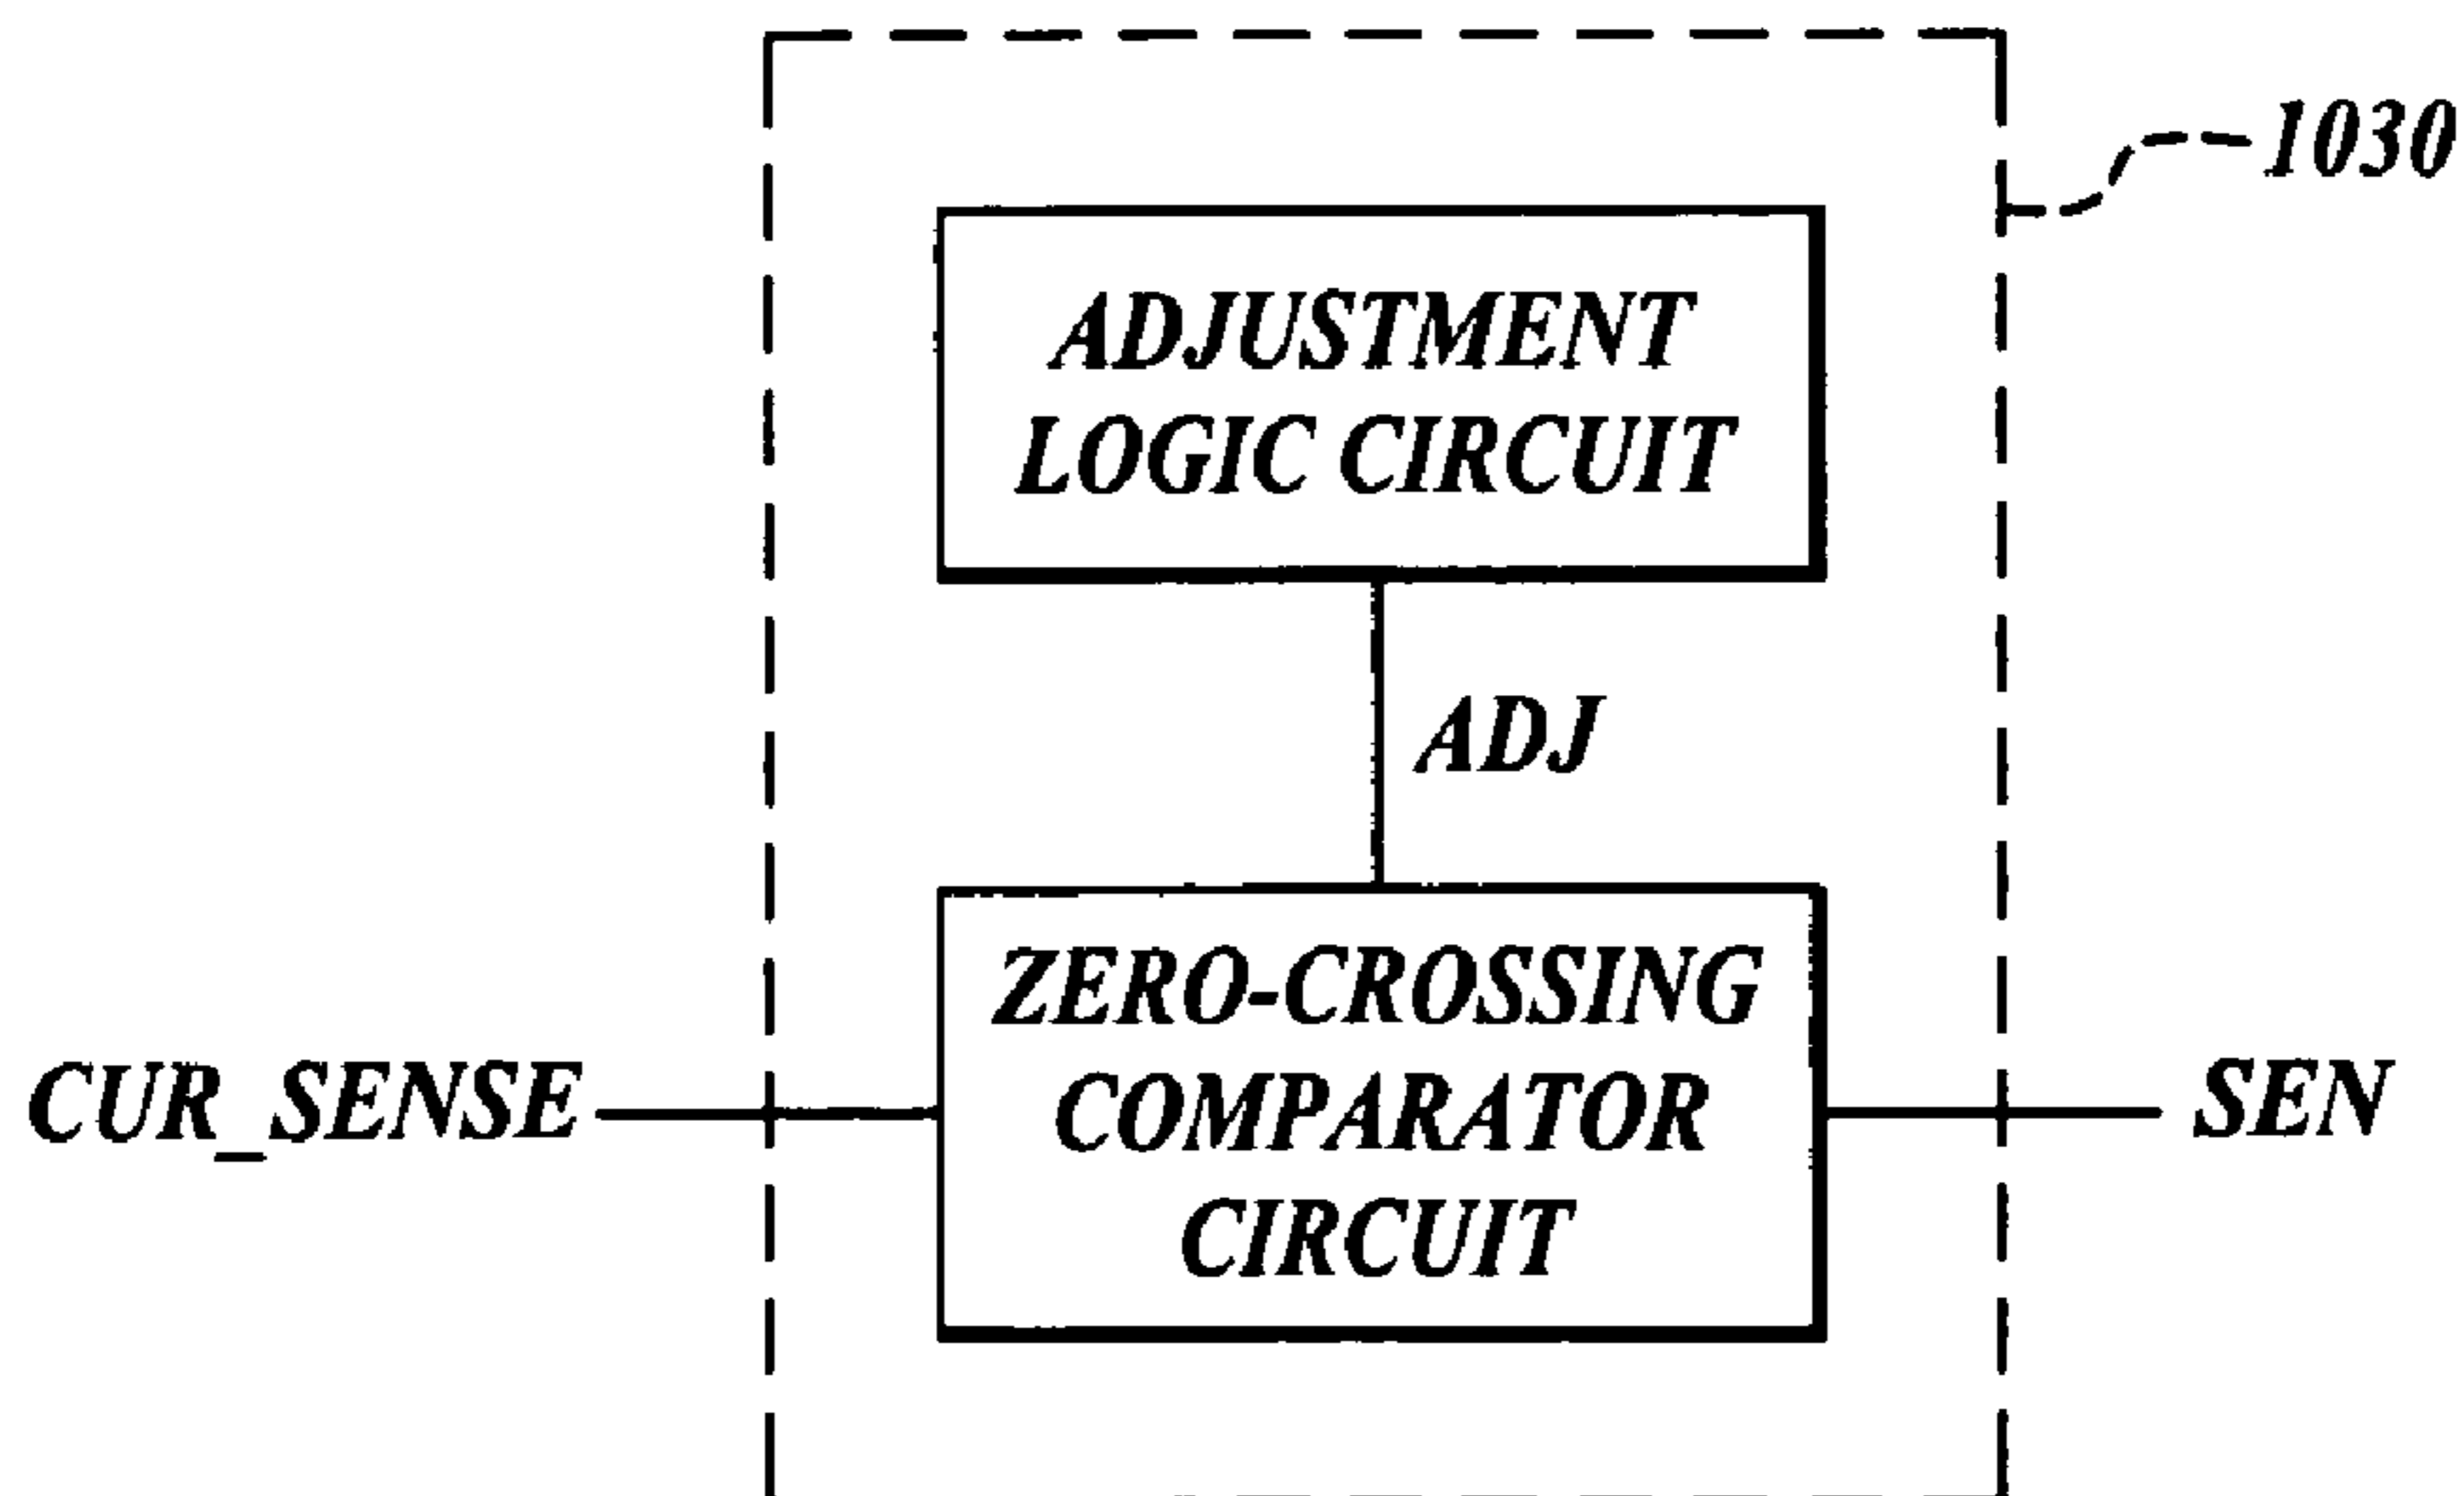 1030
ADJUSTMENT
LOGIC CIRCUIT
ADJ
ZERO-CROSSING
COMPARATOR
CIRCUIT
CUR_SENSE
SEN